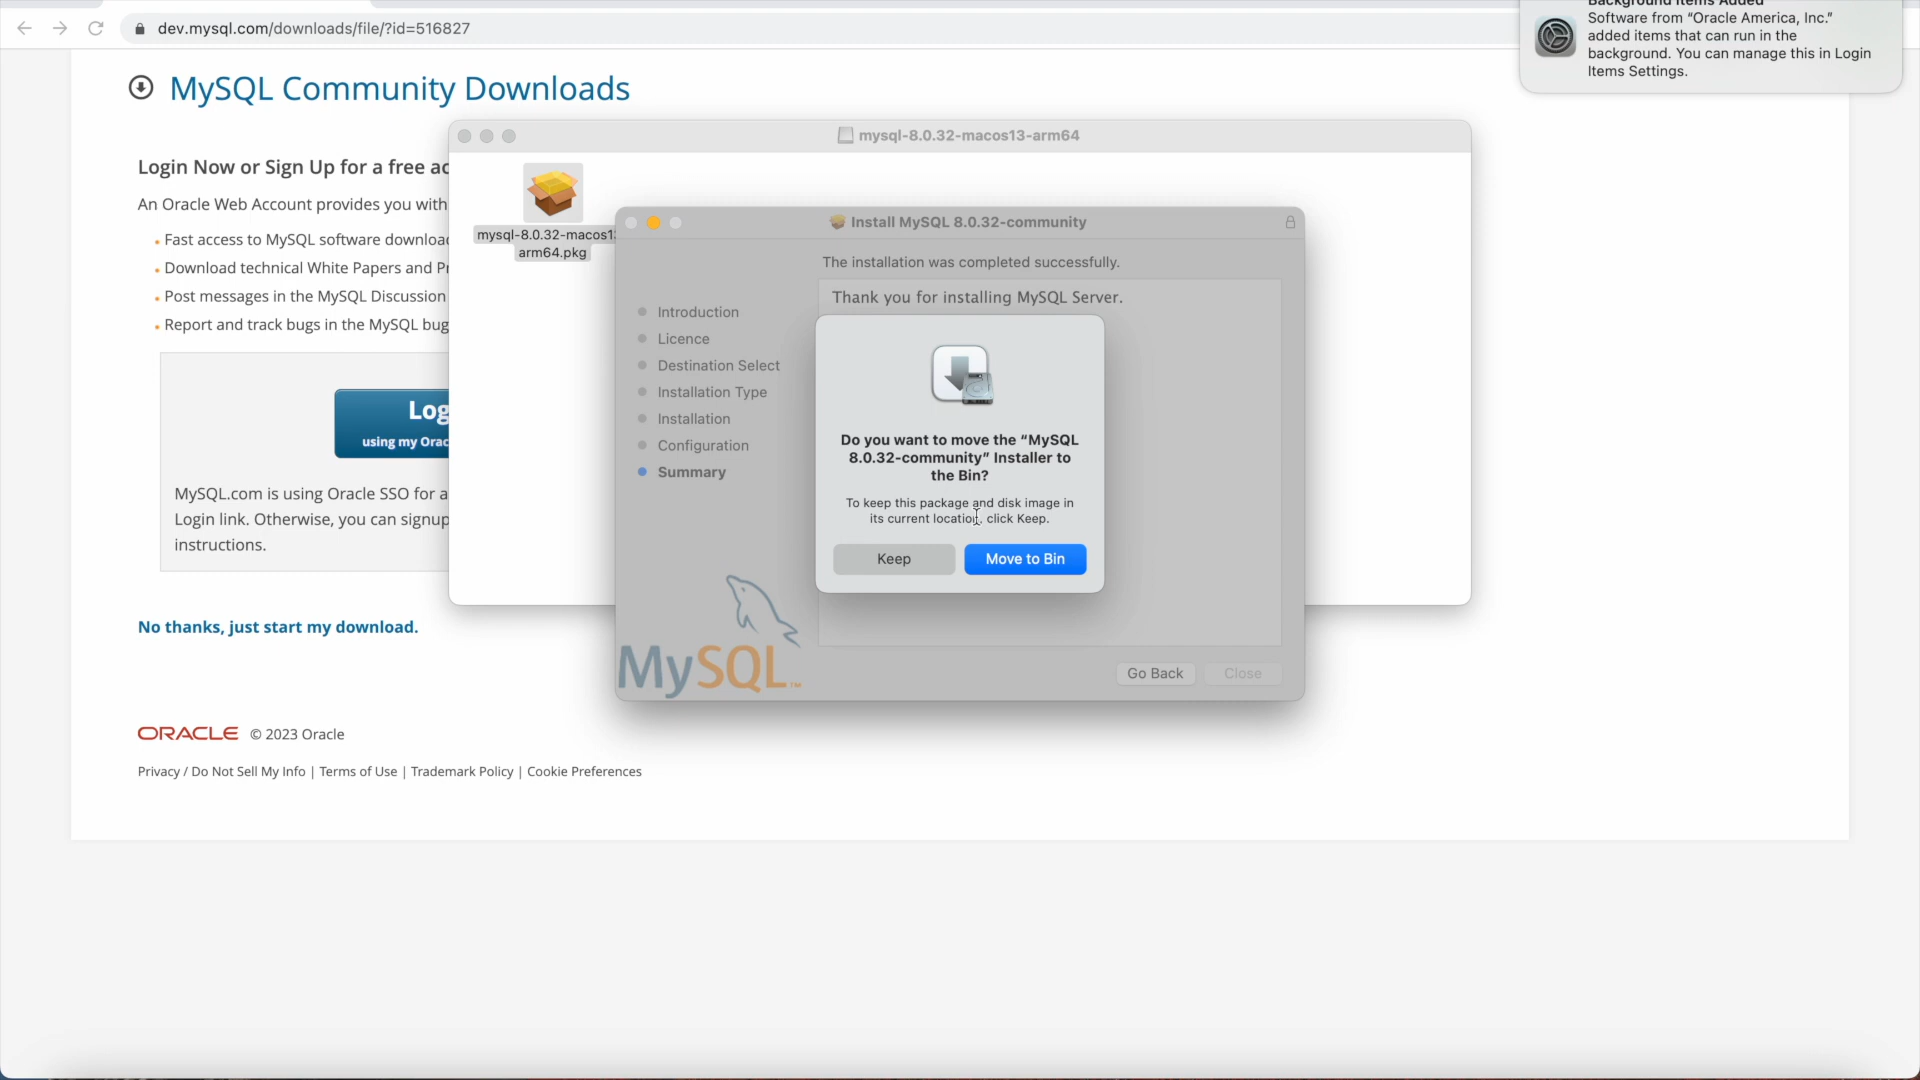 dev.mysql.com/downloads/file/?id=516827
Background Items Added
Software from “Oracle America, Inc.”
added items that can run in the
background. You can manage this in Login
Items Settings.
MySQL Community Downloads
mysql-8.0.32-macos13-arm64
Login Now or Sign Up for a free ac
An Oracle Web Account provides you with
Fast access to MySQL software downloa
Download technical White Papers and Pr
Post messages in the MySQL Discussion
Report and track bugs in the MySQL bug
Log
using my Orac
MySQL.com is using Oracle SSO for a
Login link. Otherwise, you can signup
instructions.
No thanks, just start my download.
ORACLE © 2023 Oracle
Privacy / Do Not Sell My Info | Terms of Use | Trademark Policy | Cookie Preferences
mysql-8.0.32-macos13
arm64.pkg
Install MySQL 8.0.32-community
The installation was completed successfully.
Thank you for installing MySQL Server.
Introduction
Licence
Destination Select
Installation Type
Installation
Configuration
Summary
MySQL™
Go Back
Close
Do you want to move the “MySQL
8.0.32-community” Installer to
the Bin?
To keep this package and disk image in
its current location, click Keep.
Keep
Move to Bin